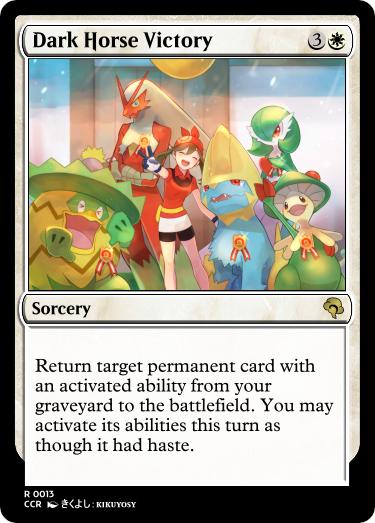 Dark Horse Victory 3
Sorcery
Return target permanent card with
an activated ability from your
graveyard to the battlefield. You may
activate its abilities this turn as
though it had haste.
R 0013
CCR きくよし : KIKUYOSY